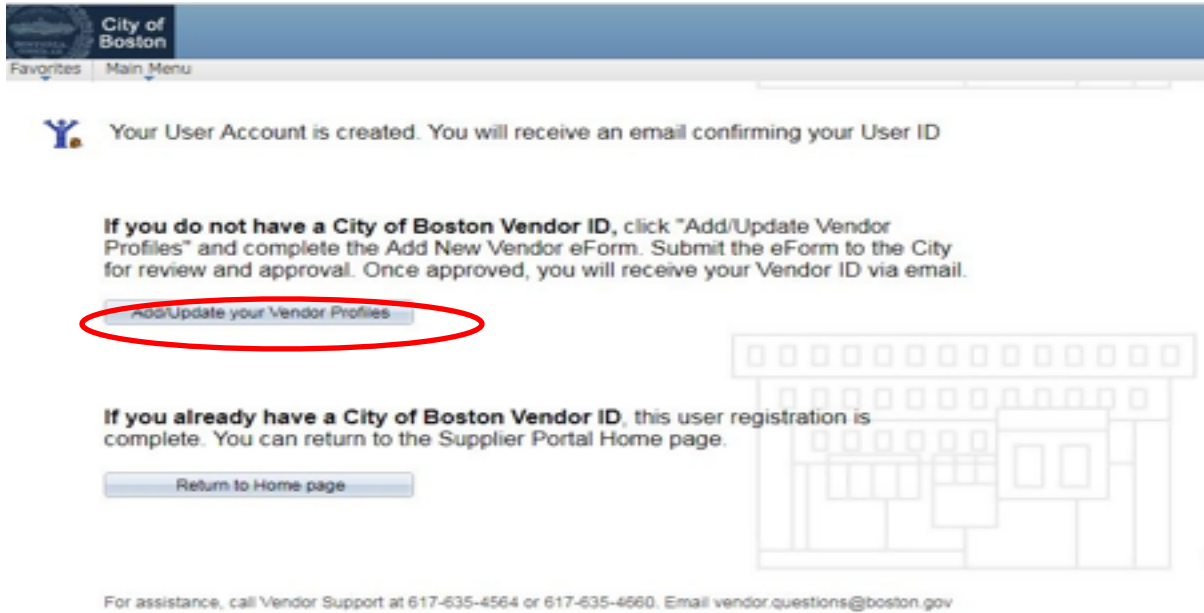 City of
Boston
Favorites Main Menu
Your User Account is created. You will receive an email confirming your User ID
If you do not have a City of Boston Vendor ID, click "Add/Update Vendor
Profiles" and complete the Add New Vendor eForm. Submit the eForm to the City
for review and approval. Once approved, you will receive your Vendor ID via email.
Add/Update your Vendor Profiles
If you already have a City of Boston Vendor ID, this user registration is
complete. You can return to the Supplier Portal Home page.
Return to Home page
For assistance, call Vendor Support at 617-635-4564 or 617-635-4660. Email vendor.questions@boston.gov